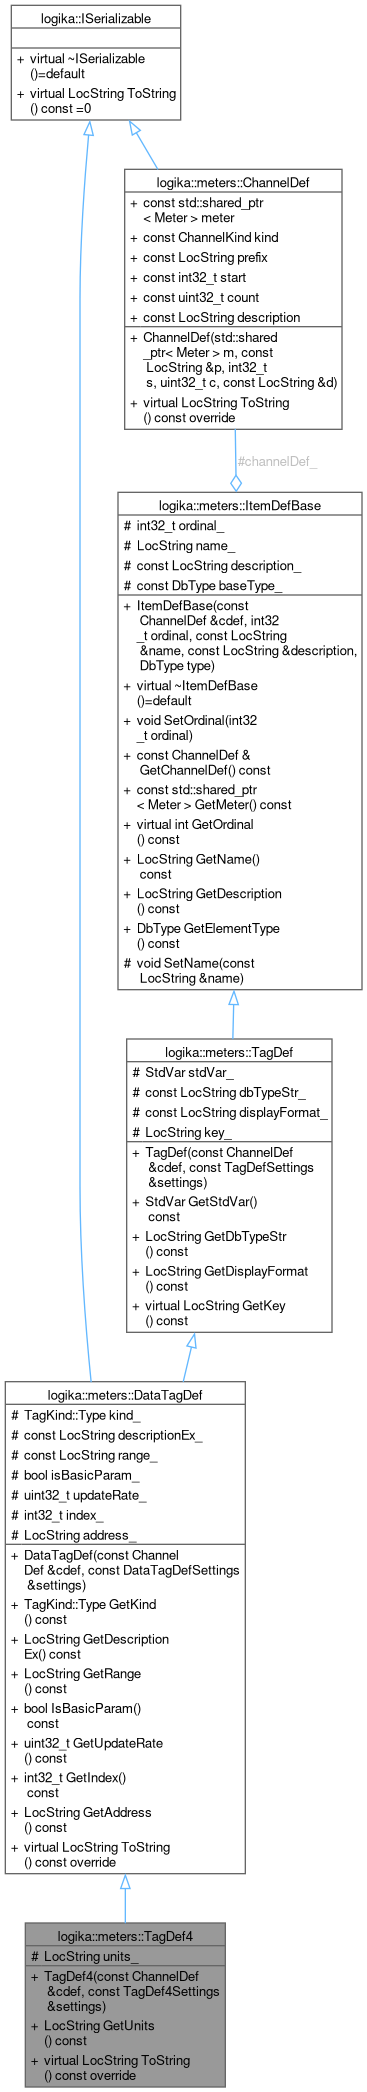 logika::ISerializable
+ virtual ~ISerializable
()=default
+ virtual LocString ToString
() const =0
logika::meters::ChannelDef
+ const std::shared_ptr
< Meter > meter
+ const ChannelKind kind
+ const LocString prefix
+ const int32_t start
+ const uint32_t count
+ const LocString description
+ ChannelDef(std::shared
_ptr< Meter > m, const
LocString &p, int32_t
s, uint32_t c, const LocString &d)
+ virtual LocString ToString
() const override
#channelDef_
logika::meters::ItemDefBase
# int32_t ordinal_
# LocString name_
# const LocString description_
# const DbType baseType_
+ ItemDefBase(const
ChannelDef &cdef, int32
_t ordinal, const LocString
&name, const LocString &description,
DbType type)
+ virtual ~ItemDefBase
()=default
+ void SetOrdinal(int32
_t ordinal)
+ const ChannelDef &
GetChannelDef() const
+ const std::shared_ptr
< Meter > GetMeter() const
+ virtual int GetOrdinal
() const
+ LocString GetName()
const
+ LocString GetDescription
() const
+ DbType GetElementType
() const
# void SetName(const
LocString &name)
logika::meters::TagDef
# StdVar stdVar_
# const LocString dbTypeStr_
# const LocString displayFormat_
# LocString key_
+ TagDef(const ChannelDef
&cdef, const TagDefSettings
&settings)
+ StdVar GetStdVar()
const
+ LocString GetDbTypeStr
() const
+ LocString GetDisplayFormat
() const
+ virtual LocString GetKey
() const
logika::meters::DataTagDef
# TagKind::Type kind_
# const LocString descriptionEx_
# const LocString range_
# bool isBasicParam_
# uint32_t updateRate_
# int32_t index_
# LocString address_
+ DataTagDef(const Channel
Def &cdef, const DataTagDefSettings
&settings)
+ TagKind::Type GetKind
() const
+ LocString GetDescription
Ex() const
+ LocString GetRange
() const
+ bool IsBasicParam()
const
+ uint32_t GetUpdateRate
() const
+ int32_t GetIndex()
const
+ LocString GetAddress
() const
+ virtual LocString ToString
() const override
logika::meters::TagDef4
# LocString units_
+ TagDef4(const ChannelDef
&cdef, const TagDef4Settings
&settings)
+ LocString GetUnits
() const
+ virtual LocString ToString
() const override